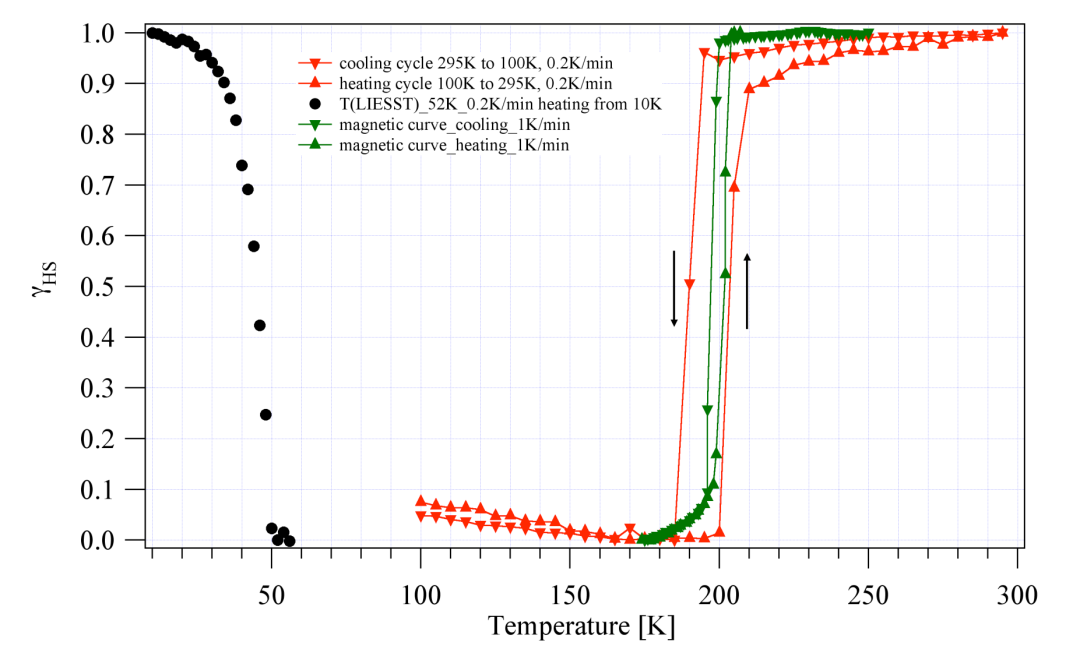 1.0
0.9
0.8
0.7
0.6
0.5
0.4
0.3
0.2
0.1
0.0
γHS
cooling cycle 295K to 100K, 0.2K/min
heating cycle 100K to 295K, 0.2K/min
T(LIESST)_52K_0.2K/min heating from 10K
magnetic curve_cooling_1K/min
magnetic curve_heating_1K/min
50 100 150 200 250 300
Temperature [K]